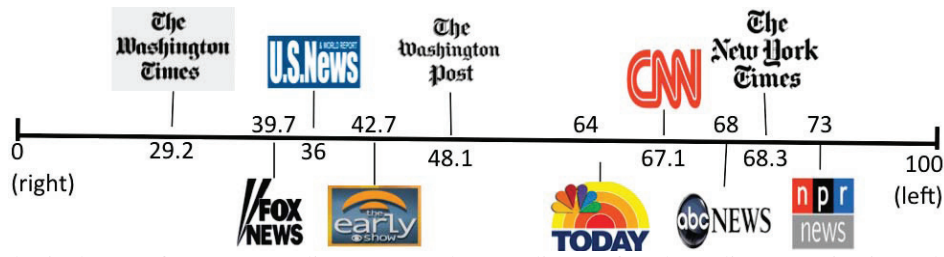 The
Washington
Times
U.S.News
& WORLD REPORT
The
Washington
Post
CNN
The
New York
Times
39.7
42.7
64
68
73
0
29.2
36
48.1
67.1
68.3
100
(right)
(left)
FOX
NEWS
the
early
show
TODAY
abc NEWS
npr
news